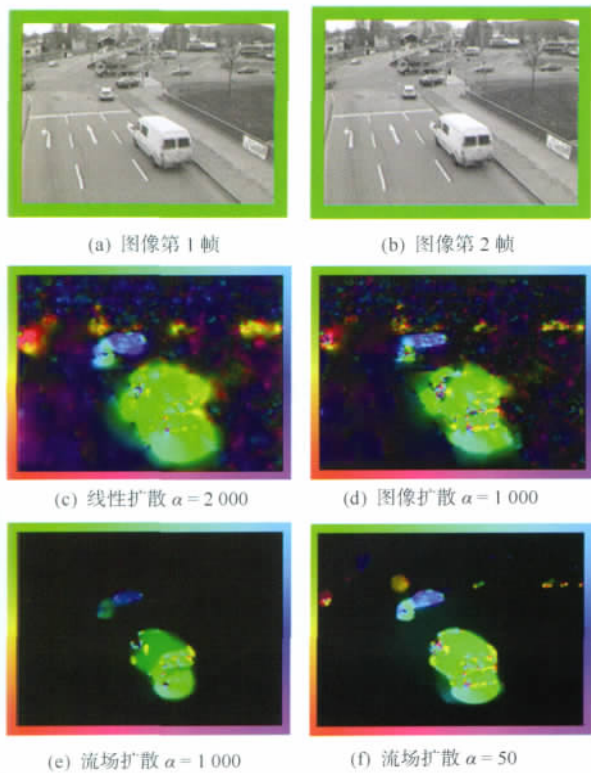 (a) 图像第 1 帧
(b) 图像第 2 帧
(c) 线性扩散 α = 2 000
(d) 图像扩散 α = 1 000
(e) 流场扩散 α = 1 000
(f) 流场扩散 α = 50